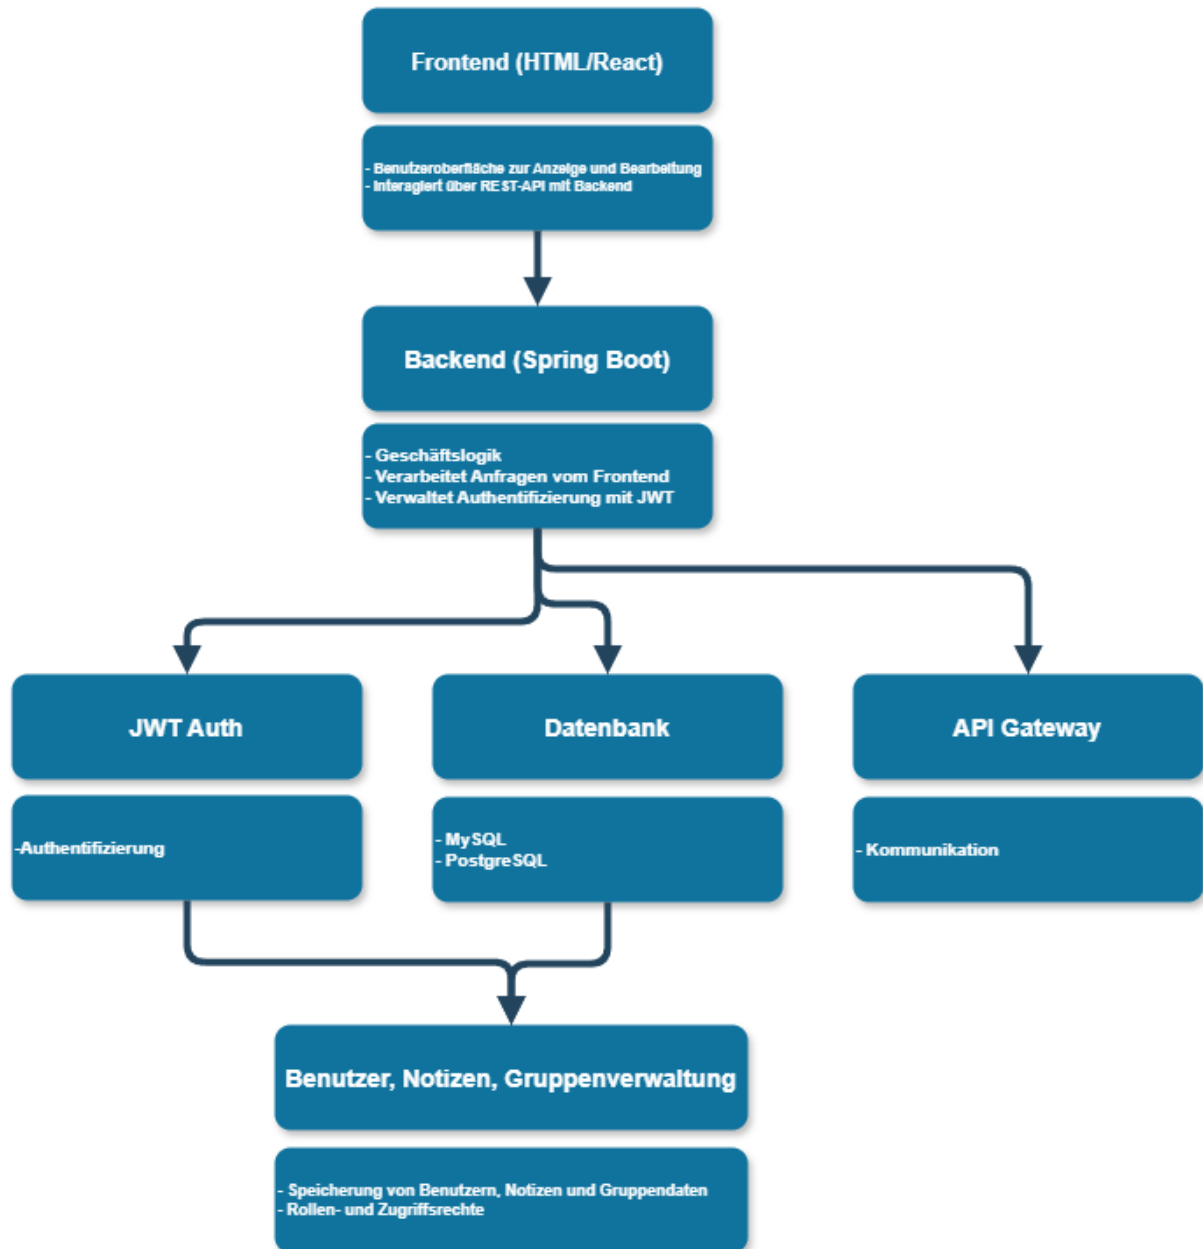 Frontend (HTML/React)
- Benutzeroberfläche zur Anzeige und Bearbeitung
- Interagiert über REST-API mit Backend
Backend (Spring Boot)
- Geschäftslogik
- Verarbeitet Anfragen vom Frontend
- Verwaltet Authentifizierung mit JWT
JWT Auth
Datenbank
API Gateway
-Authentifizierung
- MySQL
- PostgreSQL
- Kommunikation
Benutzer, Notizen, Gruppenverwaltung
- Speicherung von Benutzern, Notizen und Gruppendaten
- Rollen- und Zugriffsrechte